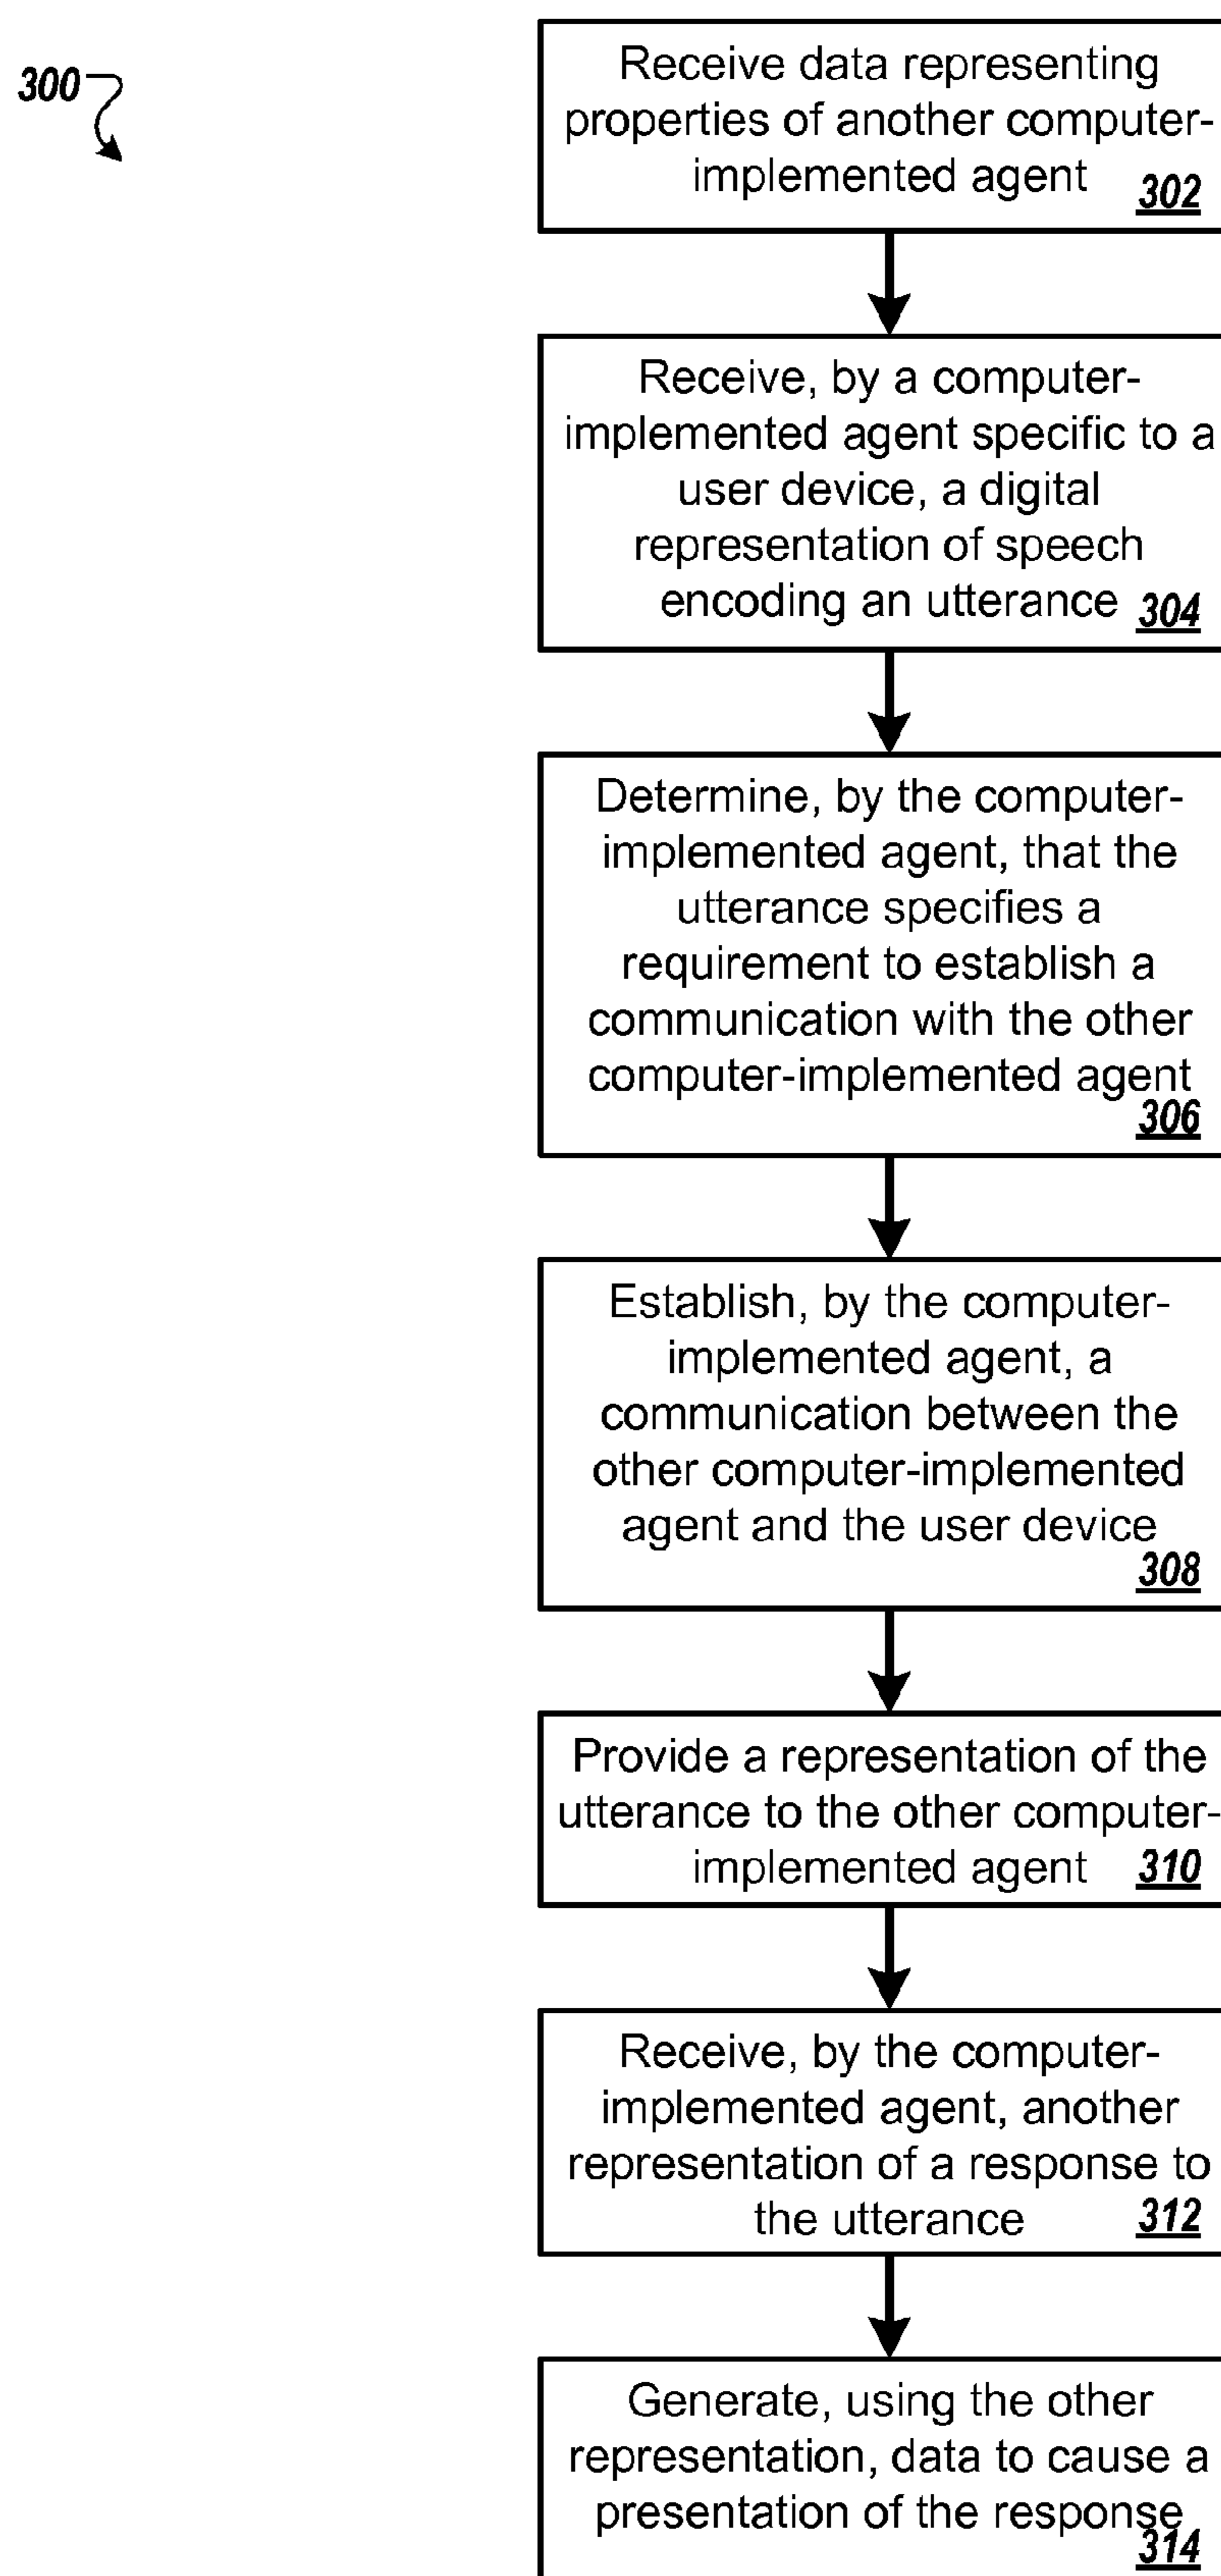 300
Receive data representing
properties of another computer-
implemented agent 302
Receive, by a computer-
implemented agent specific to a
user device, a digital
representation of speech
encoding an utterance 304
Determine, by the computer-
implemented agent, that the
utterance specifies a
requirement to establish a
communication with the other
computer-implemented agent
306
Establish, by the computer-
implemented agent, a
communication between the
other computer-implemented
agent and the user device
308
Provide a representation of the
utterance to the other computer-
implemented agent 310
Receive, by the computer-
implemented agent, another
representation of a response to
the utterance 312
Generate, using the other
representation, data to cause a
presentation of the response
314